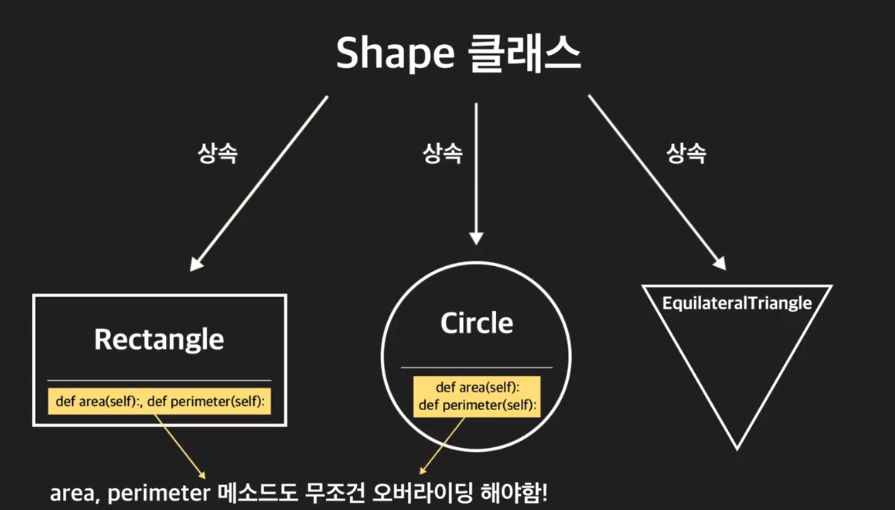 Shape 클래스
상속
상속
상속
Rectangle
def area(self):, def perimeter(self):
Circle
def area(self):
def perimeter(self):
EquilateralTriangle
area, perimeter 메소드도 무조건 오버라이딩 해야함!